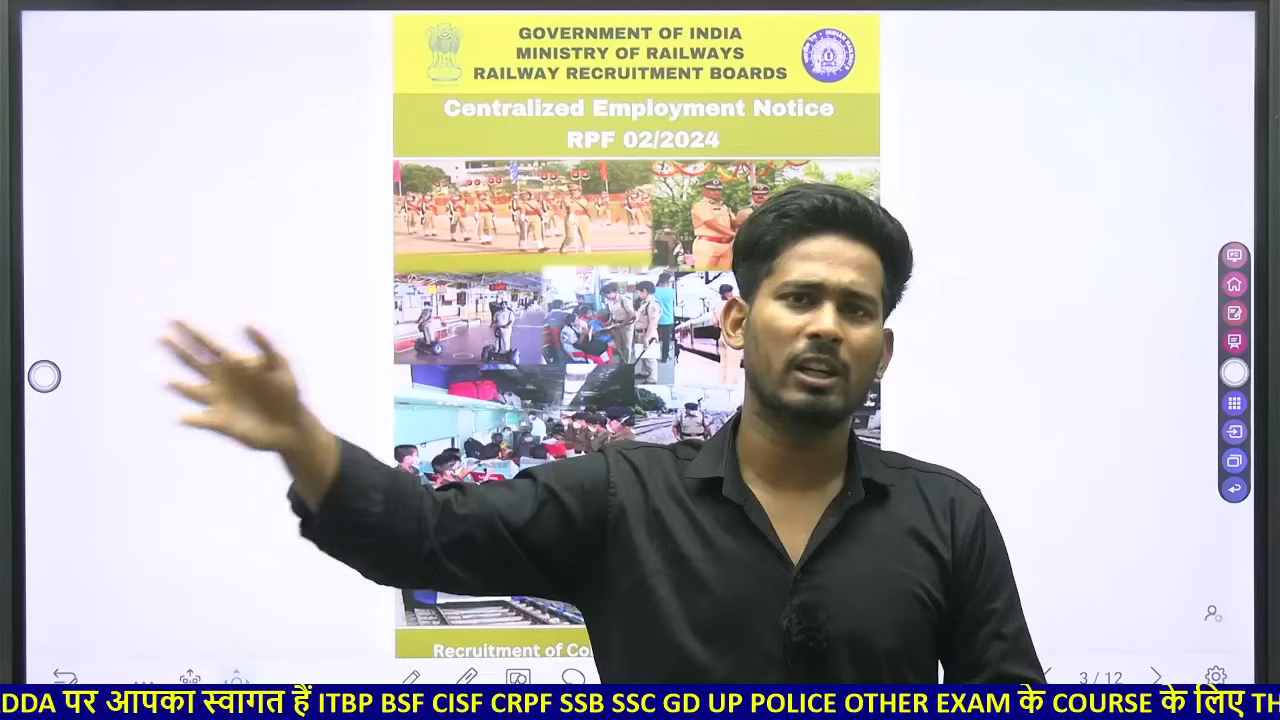 GOVERNMENT OF INDIA
MINISTRY OF RAILWAYS
RAILWAY RECRUITMENT BOARDS
Centralized Employment Notice
RPF 02/2024
Recruitment of Co
3 / 12
DDA पर आपका स्वागत हैं ITBP BSF CISF CRPF SSB SSC GD UP POLICE OTHER EXAM के COURSE के लिए TH